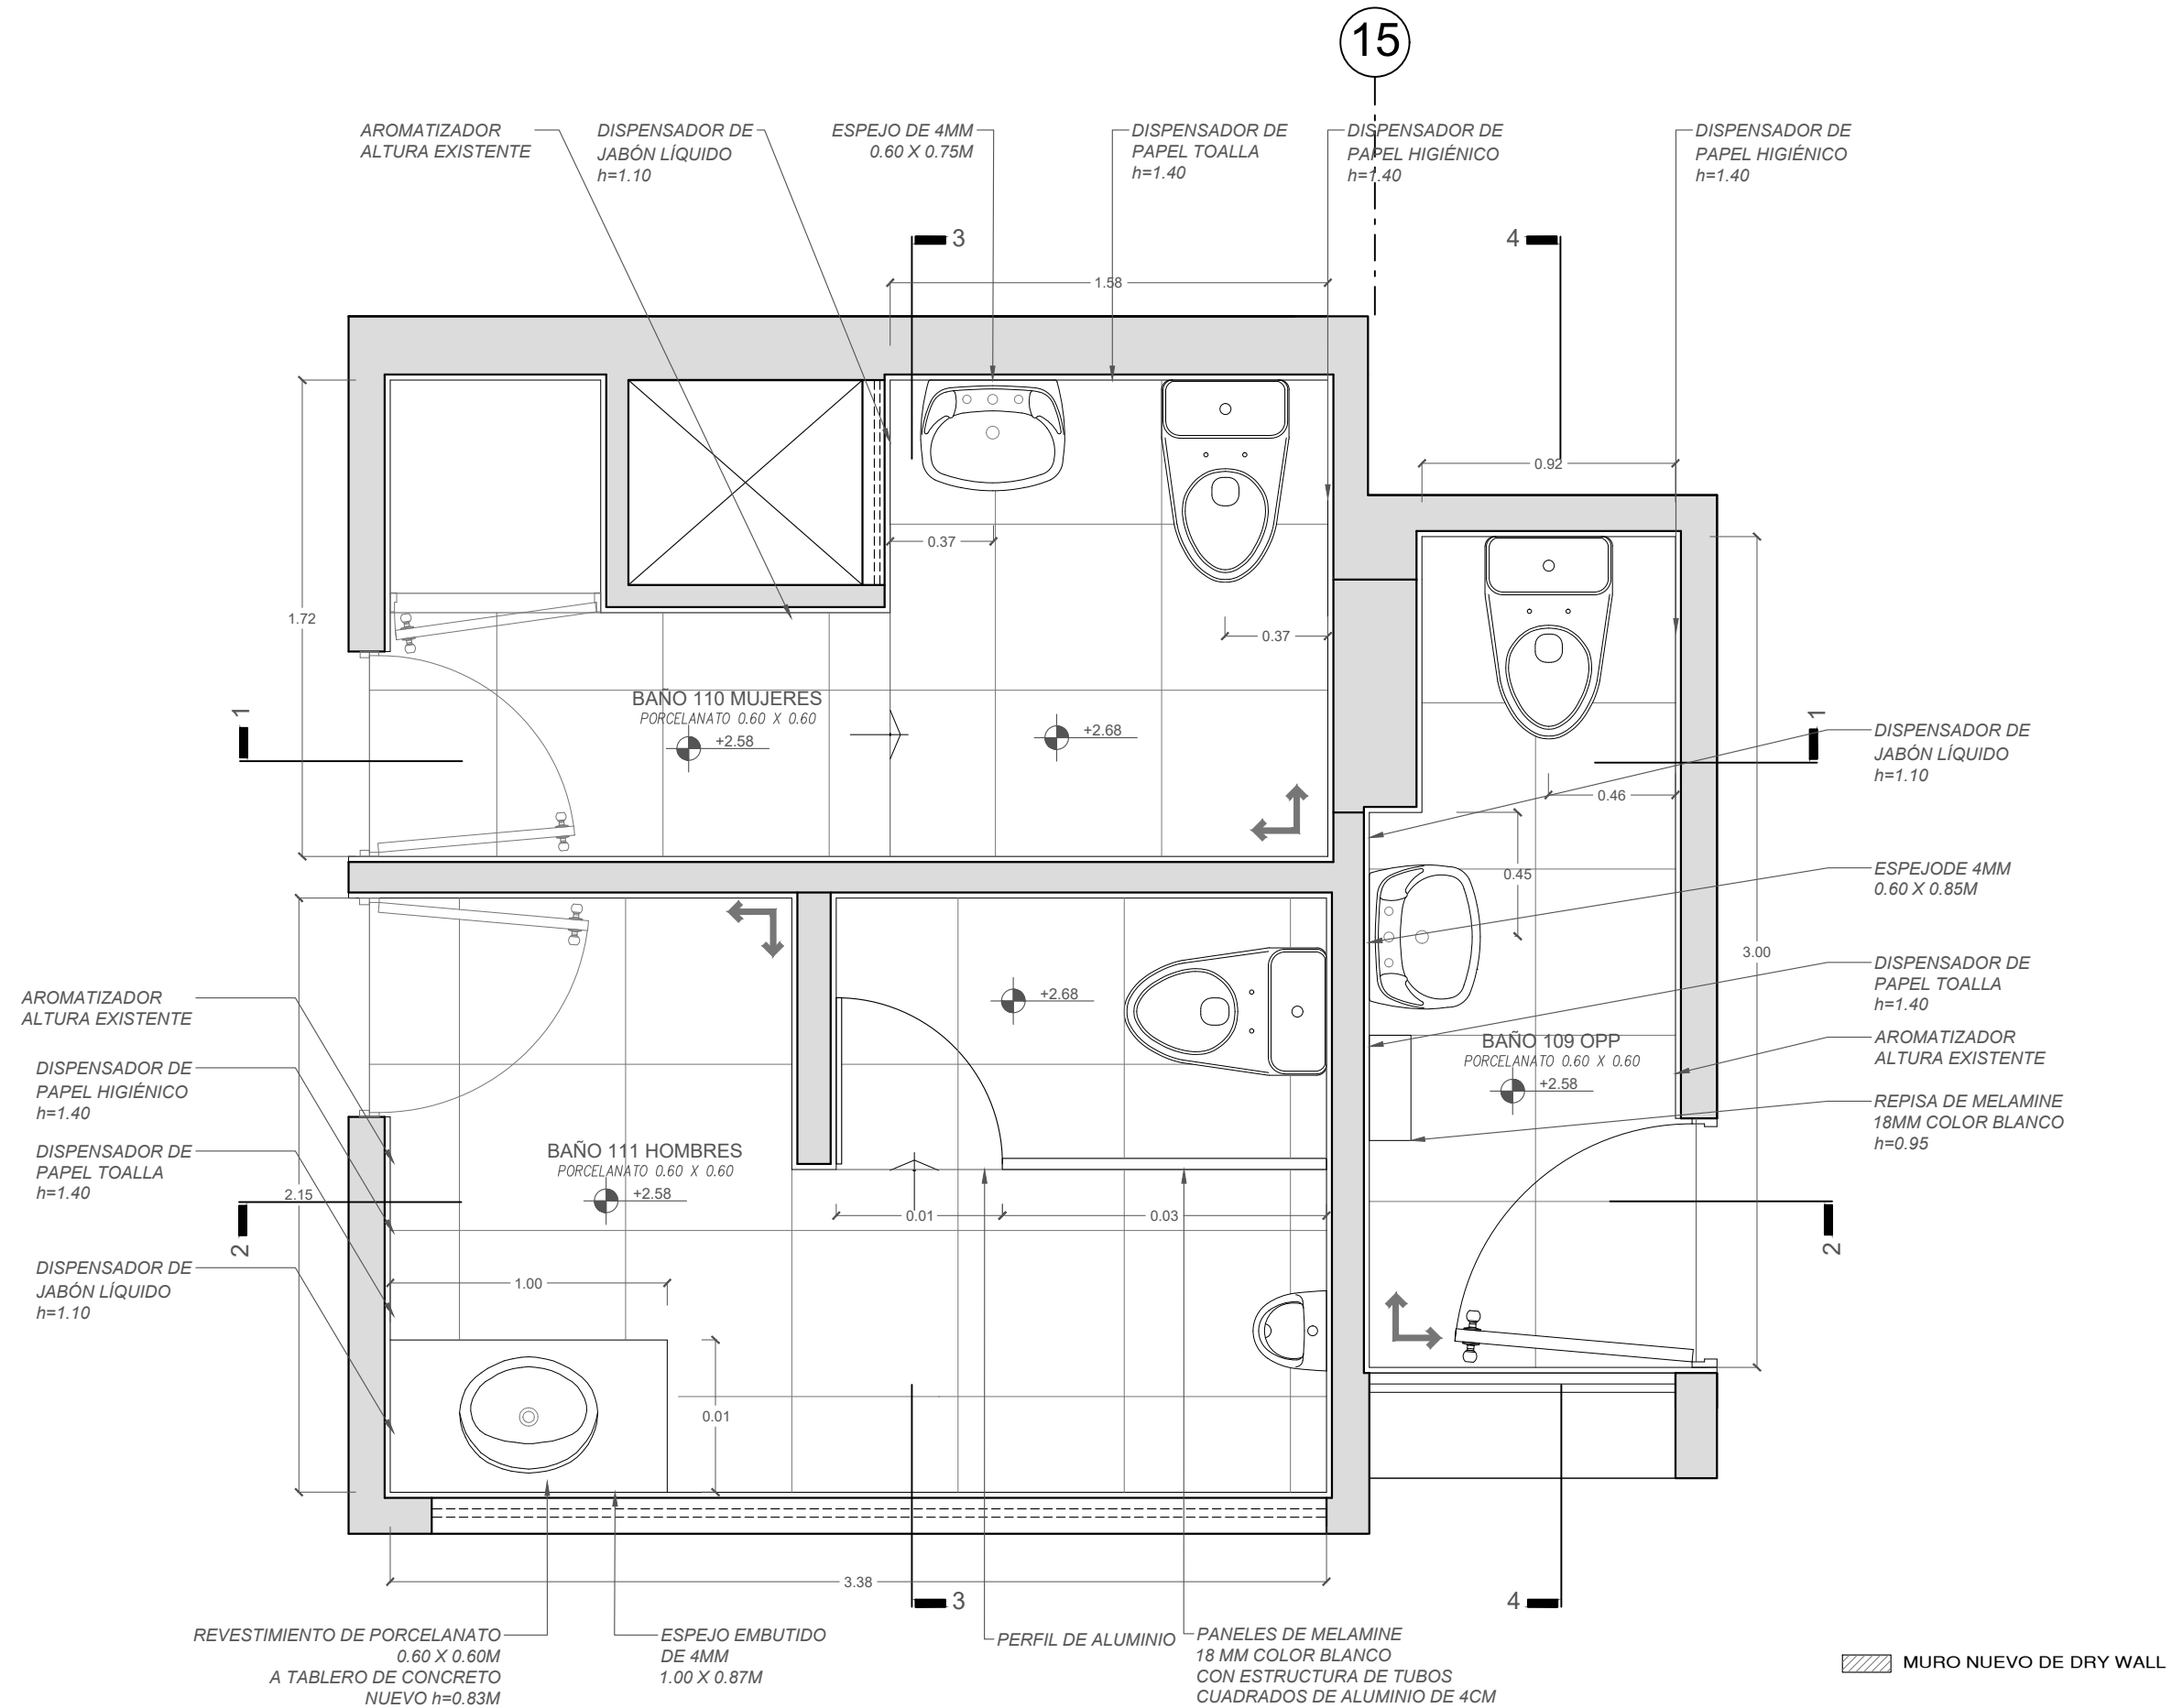 15
AROMATIZADOR
ALTURA EXISTENTE
DISPENSADOR DE
JABÓN LÍQUIDO
h=1.10
ESPEJO DE 4MM
0.60 X 0.75M
DISPENSADOR DE
PAPEL TOALLA
h=1.40
DISPENSADOR DE
PAPEL HIGIÉNICO
h=1.40
DISPENSADOR DE
PAPEL HIGIÉNICO
h=1.40
3
4
1.58
0.92
0.37
1.72
0.37
BAÑO 110 MUJERES
PORCELANATO 0.60 X 0.60
+2.58
+2.68
1
1
DISPENSADOR DE
JABÓN LÍQUIDO
h=1.10
0.46
0.45
ESPEJODE 4MM
0.60 X 0.85M
3.00
DISPENSADOR DE
PAPEL TOALLA
h=1.40
AROMATIZADOR
ALTURA EXISTENTE
REPISA DE MELAMINE
18MM COLOR BLANCO
h=0.95
BAÑO 109 OPP
PORCELANATO 0.60 X 0.60
+2.58
+2.68
AROMATIZADOR
ALTURA EXISTENTE
DISPENSADOR DE
PAPEL HIGIÉNICO
h=1.40
DISPENSADOR DE
PAPEL TOALLA
h=1.40
DISPENSADOR DE
JABÓN LÍQUIDO
h=1.10
BAÑO 111 HOMBRES
PORCELANATO 0.60 X 0.60
+2.58
2.15
2
2
0.01
0.03
1.00
0.01
3.38
3
4
REVESTIMIENTO DE PORCELANATO
0.60 X 0.60M
A TABLERO DE CONCRETO
NUEVO h=0.83M
ESPEJO EMBUTIDO
DE 4MM
1.00 X 0.87M
PERFIL DE ALUMINIO
PANELES DE MELAMINE
18 MM COLOR BLANCO
CON ESTRUCTURA DE TUBOS
CUADRADOS DE ALUMINIO DE 4CM
MURO NUEVO DE DRY WALL